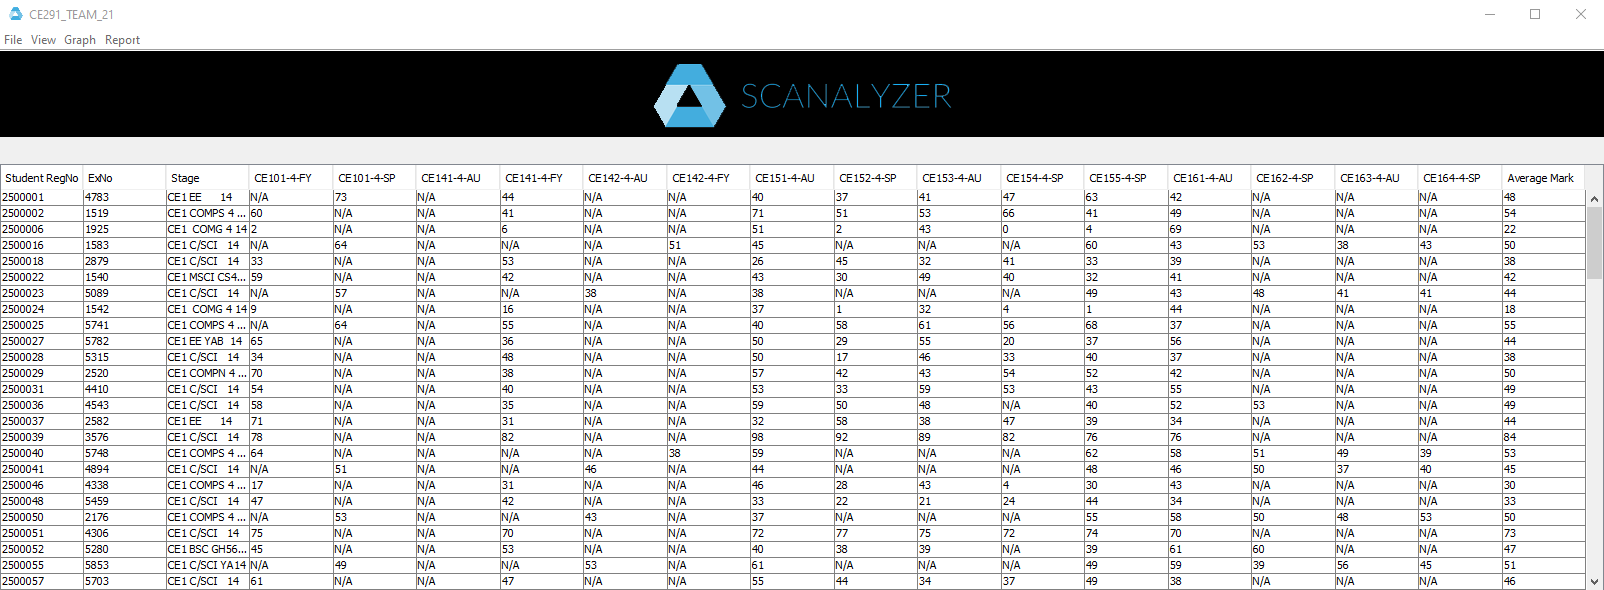 CE291_TEAM_21
File View Graph Report
SCANALYZER
Student RegNo ExNo Stage CE101-4-FY CE101-4-SP CE141-4-AU CE141-4-FY CE142-4-AU CE142-4-FY CE151-4-AU CE152-4-SP CE153-4-AU CE154-4-SP CE155-4-SP CE161-4-AU CE162-4-SP CE163-4-AU CE164-4-SP Average Mark
2500001 4783 CE1 EE 14 N/A 73 N/A 44 N/A N/A 40 37 41 47 63 42 N/A N/A N/A 48
2500002 1519 CE1 COMPS 4 ... 60 N/A N/A 41 N/A N/A 71 51 53 66 41 49 N/A N/A N/A 54
2500006 1925 CE1 COMG 4 14 2 N/A N/A 6 N/A N/A 51 2 43 0 4 69 N/A N/A N/A 22
2500016 1583 CE1 C/SCI 14 N/A 64 N/A N/A N/A 51 45 N/A N/A N/A 60 43 53 38 43 50
2500018 2879 CE1 C/SCI 14 33 N/A N/A 53 N/A N/A 26 45 32 41 33 39 N/A N/A N/A 38
2500022 1540 CE1 MSCI CS4... 59 N/A N/A 42 N/A N/A 43 30 49 40 32 41 N/A N/A N/A 42
2500023 5089 CE1 C/SCI 14 N/A 57 N/A N/A 38 N/A 38 N/A N/A N/A 49 43 48 41 41 44
2500024 1542 CE1 COMG 4 14 9 N/A N/A 16 N/A N/A 37 1 32 4 1 44 N/A N/A N/A 18
2500025 5741 CE1 COMPS 4 ... N/A 64 N/A 55 N/A N/A 40 58 61 56 68 37 N/A N/A N/A 55
2500027 5782 CE1 EE YAB 14 65 N/A N/A 36 N/A N/A 50 29 55 20 37 56 N/A N/A N/A 44
2500028 5315 CE1 C/SCI 14 34 N/A N/A 48 N/A N/A 50 17 46 33 40 37 N/A N/A N/A 38
2500029 2520 CE1 COMPN 4 ... 70 N/A N/A 38 N/A N/A 57 42 43 54 52 42 N/A N/A N/A 50
2500031 4410 CE1 C/SCI 14 54 N/A N/A 40 N/A N/A 53 33 59 53 43 55 N/A N/A N/A 49
2500036 4543 CE1 C/SCI 14 58 N/A N/A 35 N/A N/A 59 50 48 N/A 40 52 53 N/A N/A 49
2500037 2582 CE1 EE 14 71 N/A N/A 31 N/A N/A 32 58 38 47 39 34 N/A N/A N/A 44
2500039 3576 CE1 C/SCI 14 78 N/A N/A 82 N/A N/A 98 92 89 82 76 76 N/A N/A N/A 84
2500040 5748 CE1 COMPS 4 ... 64 N/A N/A N/A N/A 38 59 N/A N/A N/A 62 58 51 49 39 53
2500041 4894 CE1 C/SCI 14 N/A 51 N/A N/A 46 N/A 44 N/A N/A N/A 48 46 50 37 40 45
2500046 4338 CE1 COMPS 4 ... 17 N/A N/A 31 N/A N/A 46 28 43 4 30 43 N/A N/A N/A 30
2500048 5459 CE1 C/SCI 14 47 N/A N/A 42 N/A N/A 33 22 21 24 44 34 N/A N/A N/A 33
2500050 2176 CE1 COMPS 4 ... N/A 53 N/A N/A 43 N/A 37 N/A N/A N/A 55 58 50 48 53 50
2500051 4306 CE1 C/SCI 14 75 N/A N/A 70 N/A N/A 72 77 75 72 74 70 N/A N/A N/A 73
2500052 5280 CE1 BSC GH56... 45 N/A N/A 53 N/A N/A 40 38 39 N/A 39 61 60 N/A N/A 47
2500055 5853 CE1 C/SCI YA14 N/A 49 N/A N/A 53 N/A 61 N/A N/A N/A 49 59 39 56 45 51
2500057 5703 CE1 C/SCI 14 61 N/A N/A 47 N/A N/A 55 44 34 37 49 38 N/A N/A N/A 46